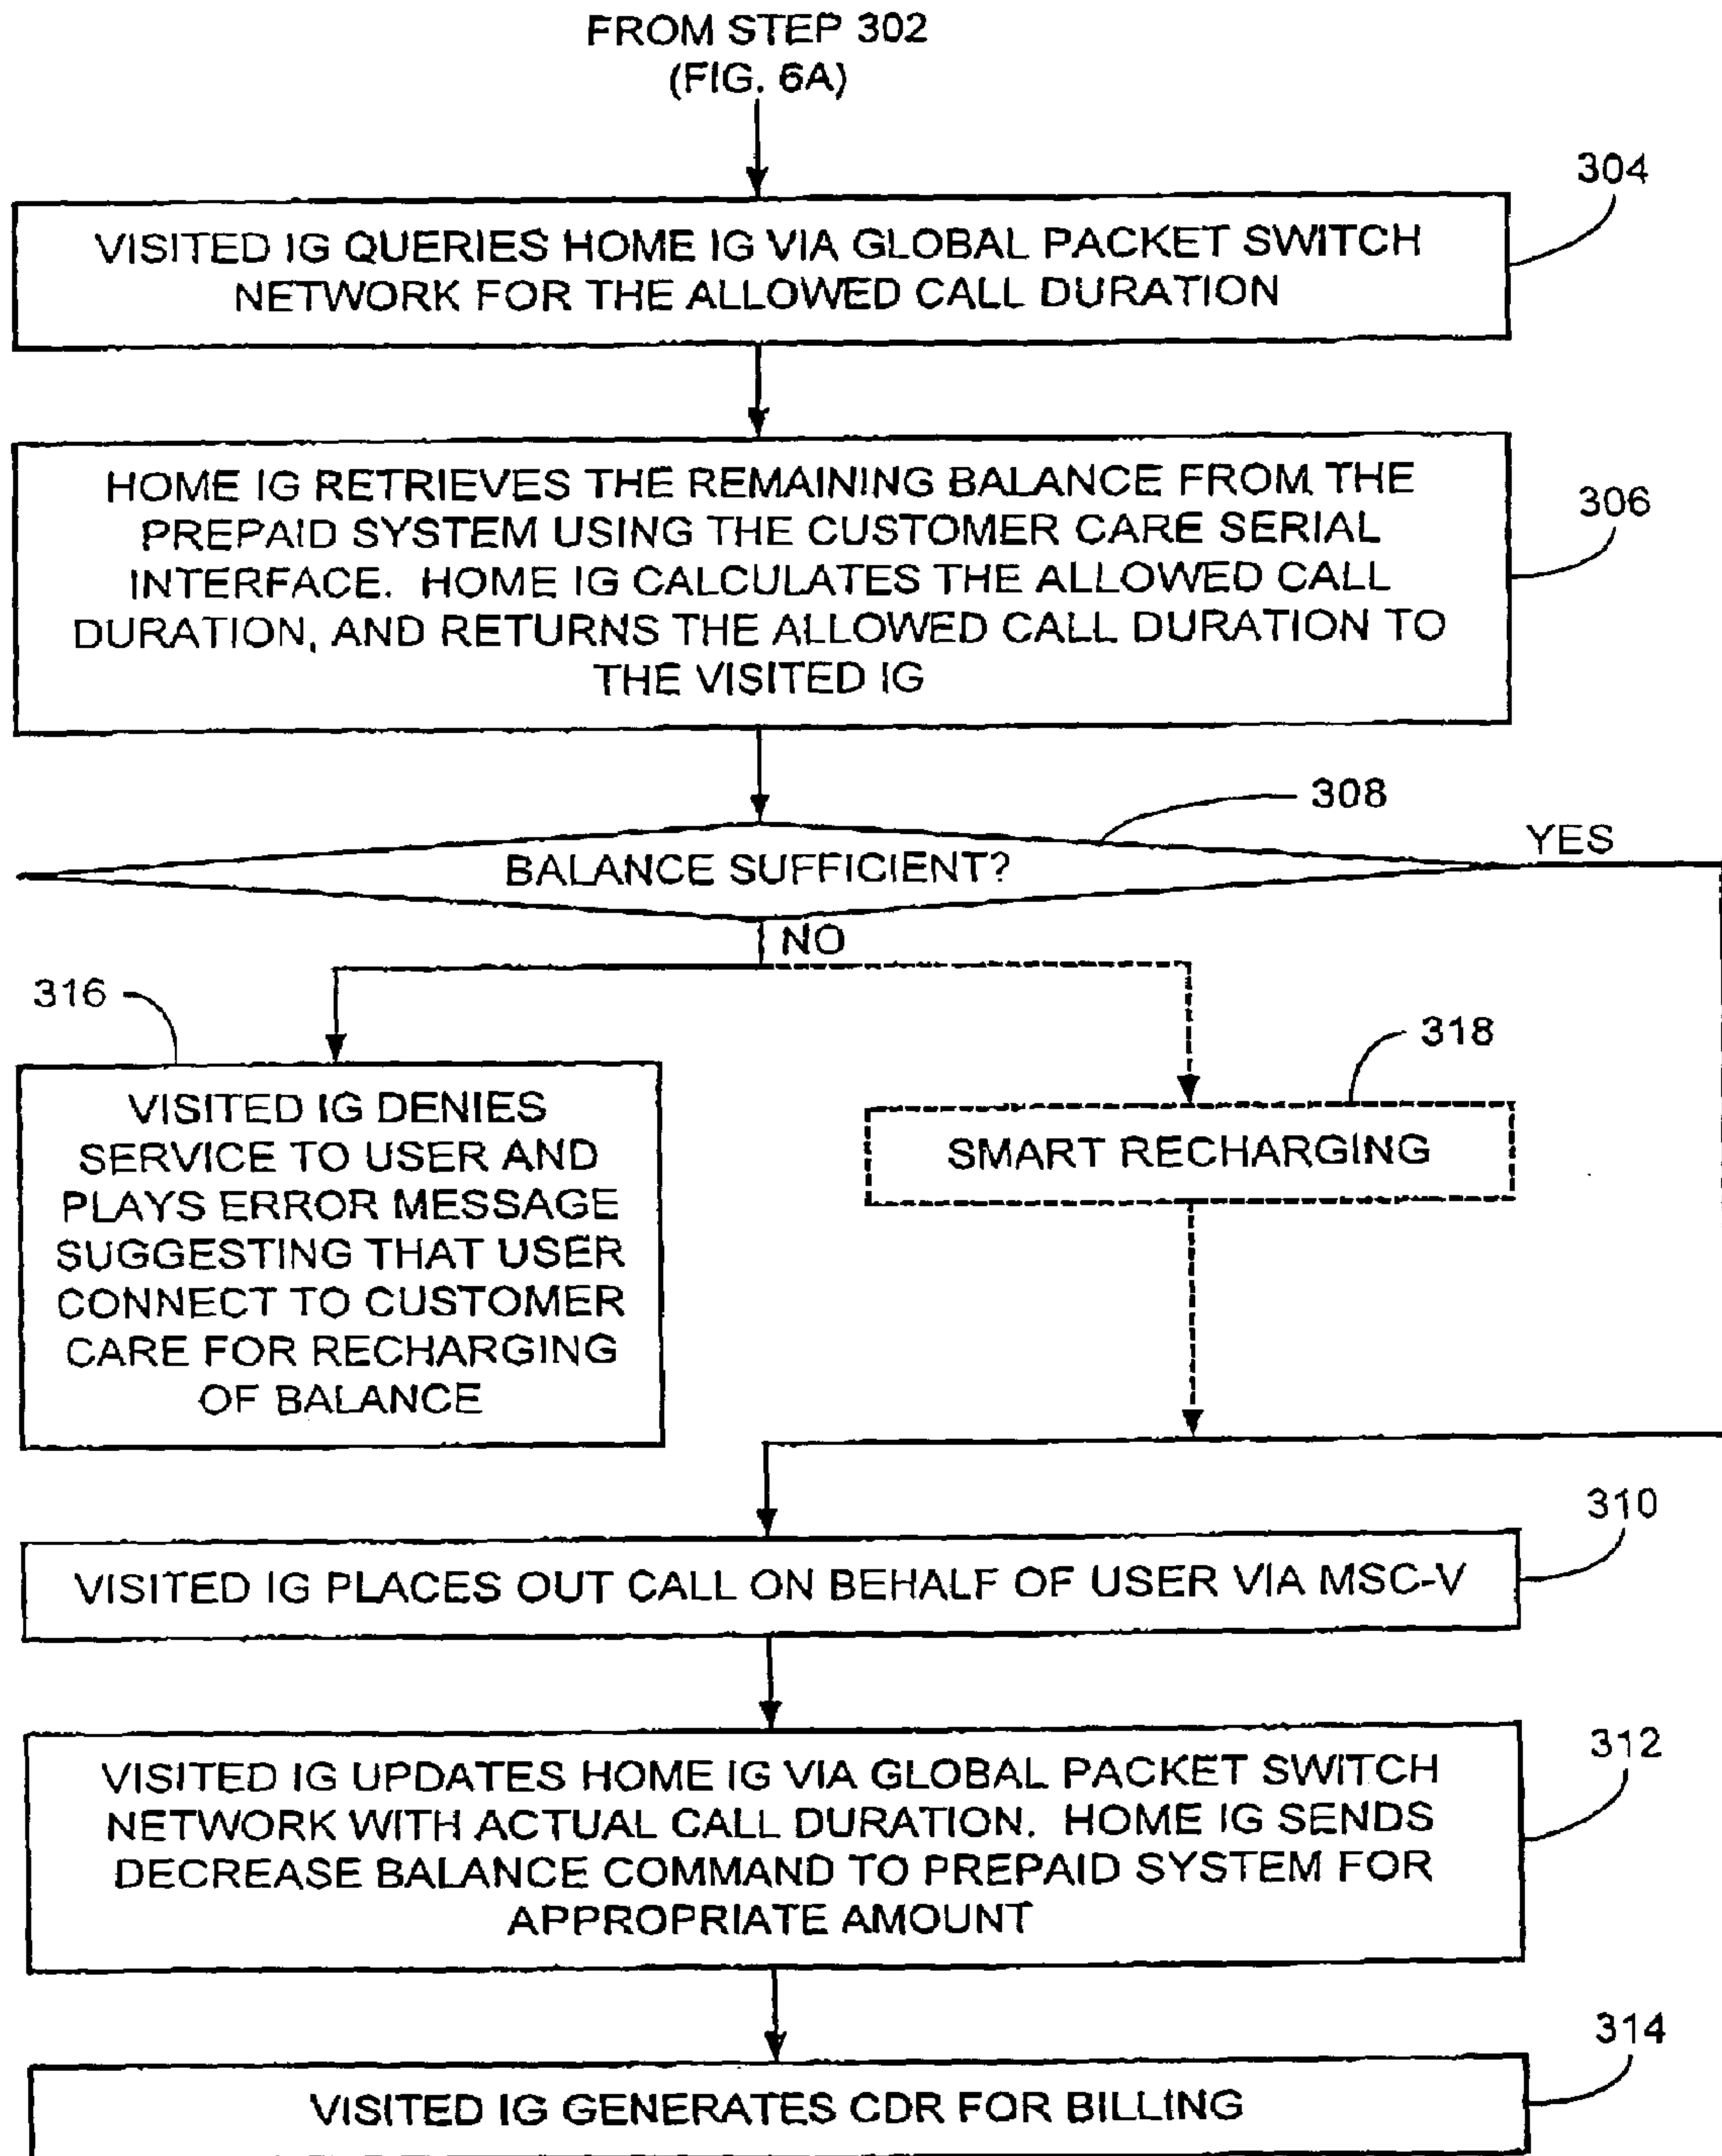 FROM STEP 302
(FIG. 6A)
304
VISITED IG QUERIES HOME IG VIA GLOBAL PACKET SWITCH
NETWORK FOR THE ALLOWED CALL DURATION
HOME IG RETRIEVES THE REMAINING BALANCE FROM THE
PREPAID SYSTEM USING THE CUSTOMER CARE SERIAL
INTERFACE. HOME IG CALCULATES THE ALLOWED CALL
DURATION, AND RETURNS THE ALLOWED CALL DURATION TO
THE VISITED IG
306
308
BALANCE SUFFICIENT?
YES
NO
316
VISITED IG DENIES
SERVICE TO USER AND
PLAYS ERROR MESSAGE
SUGGESTING THAT USER
CONNECT TO CUSTOMER
CARE FOR RECHARGING
OF BALANCE
318
SMART RECHARGING
310
VISITED IG PLACES OUT CALL ON BEHALF OF USER VIA MSC-V
312
VISITED IG UPDATES HOME IG VIA GLOBAL PACKET SWITCH
NETWORK WITH ACTUAL CALL DURATION. HOME IG SENDS
DECREASE BALANCE COMMAND TO PREPAID SYSTEM FOR
APPROPRIATE AMOUNT
314
VISITED IG GENERATES CDR FOR BILLING